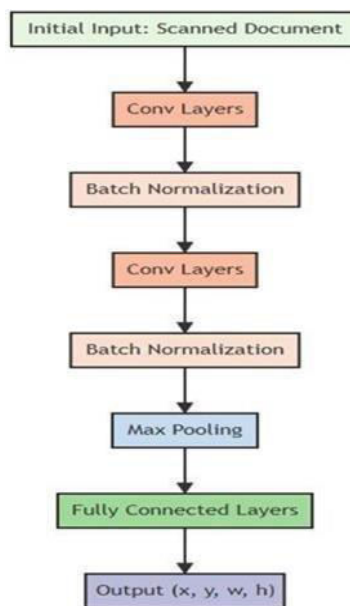 Initial Input: Scanned Document
Conv Layers
Batch Normalization
Conv Layers
Batch Normalization
Max Pooling
Fully Connected Layers
Output (x, y, w, h)